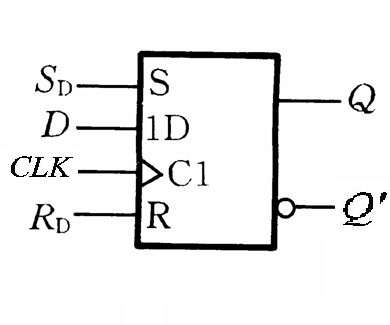 S_D S
Q
D 1D
CLK C1
R_D R
Q'